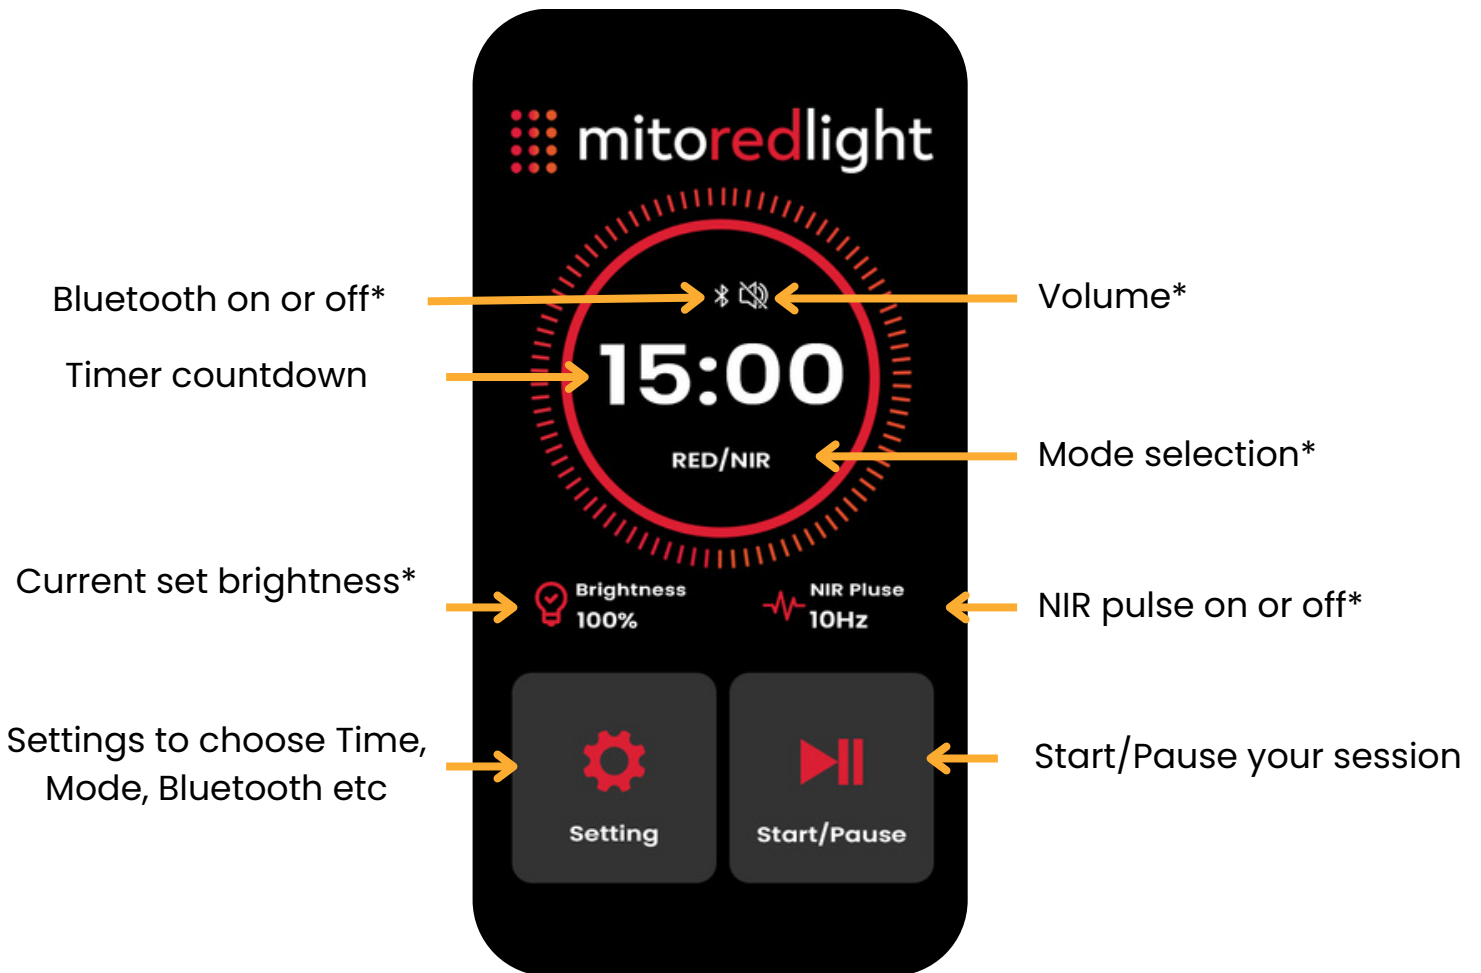 mitoredlight
Bluetooth on or off*
Volume*
15:00
Timer countdown
RED/NIR
Mode selection*
Current set brightness*
Brightness
100%
NIR Pluse
10Hz
NIR pulse on or off*
Settings to choose Time,
Mode, Bluetooth etc
Setting
Start/Pause
Start/Pause your session